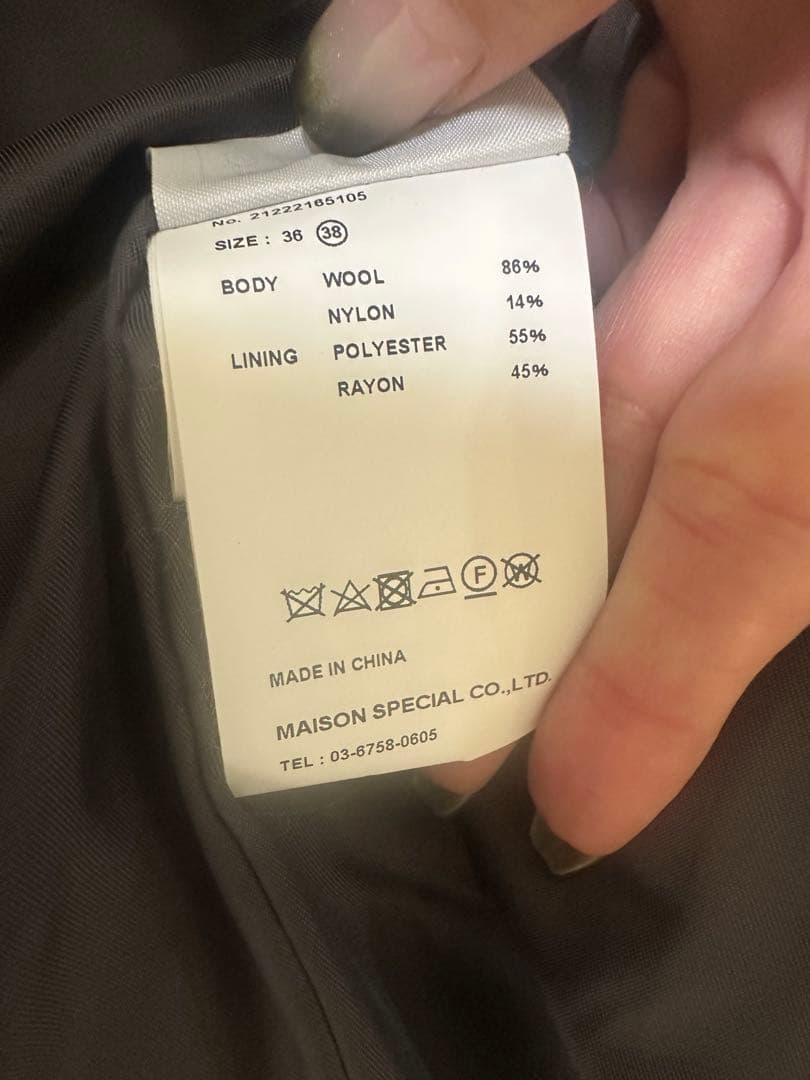 No. 21222165105
SIZE : 36 38
BODY WOOL 86%
NYLON 14%
LINING POLYESTER 55%
RAYON 45%
F W
MADE IN CHINA
MAISON SPECIAL CO.,LTD.
TEL : 03-6758-0605